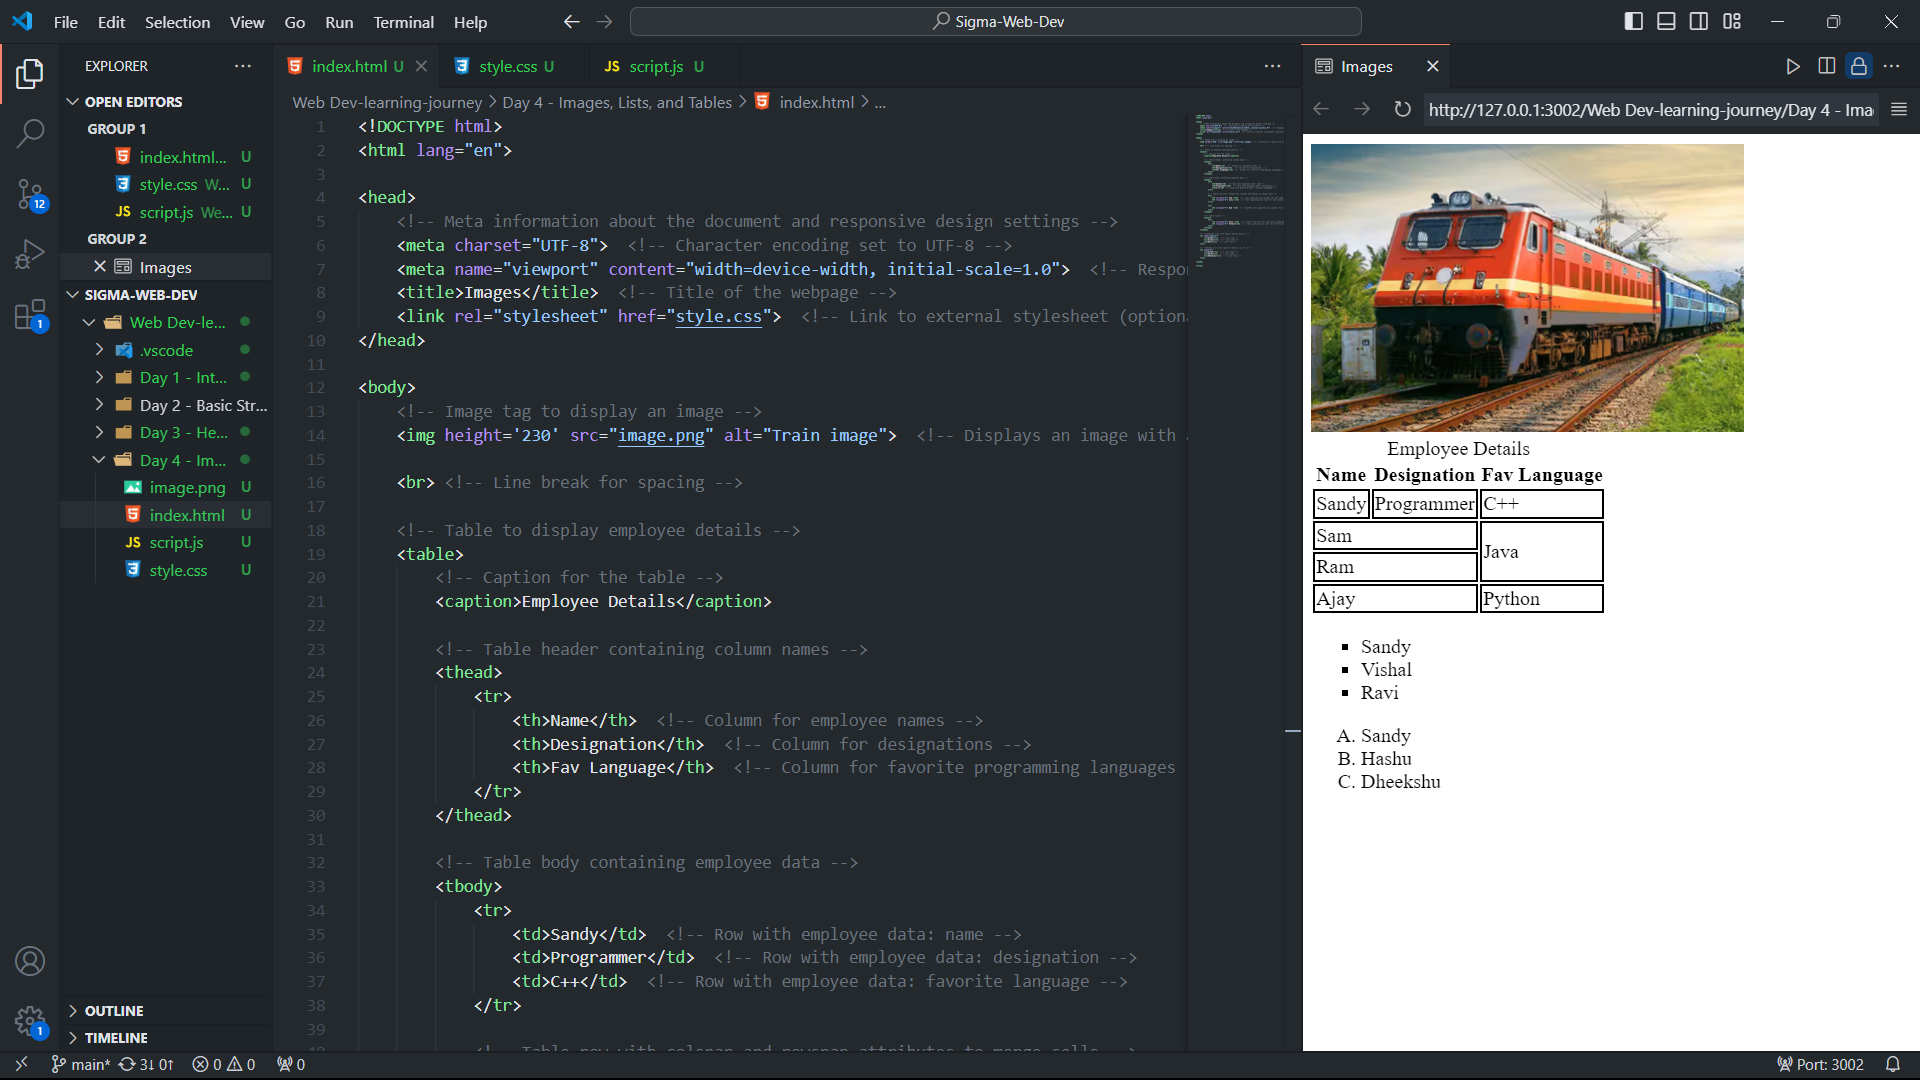 File Edit Selection View Go Run Terminal Help
Sigma-Web-Dev
EXPLORER
OPEN EDITORS
GROUP 1
index.html... U
style.css W... U
script.js We... U
GROUP 2
Images
SIGMA-WEB-DEV
Web Dev-le...
.vscode
Day 1 - Int...
Day 2 - Basic Str...
Day 3 - He...
Day 4 - Im...
image.png U
index.html U
script.js U
style.css U
OUTLINE
TIMELINE
12
1
1
index.html U
style.css U
script.js U
Web Dev-learning-journey > Day 4 - Images, Lists, and Tables > index.html > ...
1 <!DOCTYPE html>
2 <html lang="en">
3
4 <head>
5 <!-- Meta information about the document and responsive design settings -->
6 <meta charset="UTF-8"> <!-- Character encoding set to UTF-8 -->
7 <meta name="viewport" content="width=device-width, initial-scale=1.0"> <!-- Respon
8 <title>Images</title> <!-- Title of the webpage -->
9 <link rel="stylesheet" href="style.css"> <!-- Link to external stylesheet (optiona
10 </head>
11
12 <body>
13 <!-- Image tag to display an image -->
14 <img height='230' src="image.png" alt="Train image"> <!-- Displays an image with
15
16 <br> <!-- Line break for spacing -->
17
18 <!-- Table to display employee details -->
19 <table>
20 <!-- Caption for the table -->
21 <caption>Employee Details</caption>
22
23 <!-- Table header containing column names -->
24 <thead>
25 <tr>
26 <th>Name</th> <!-- Column for employee names -->
27 <th>Designation</th> <!-- Column for designations -->
28 <th>Fav Language</th> <!-- Column for favorite programming languages
29 </tr>
30 </thead>
31
32 <!-- Table body containing employee data -->
33 <tbody>
34 <tr>
35 <td>Sandy</td> <!-- Row with employee data: name -->
36 <td>Programmer</td> <!-- Row with employee data: designation -->
37 <td>C++</td> <!-- Row with employee data: favorite language -->
38 </tr>
39
<!-- Table row with colspan and rowspan attributes to merge cells -->
Images
http://127.0.0.1:3002/Web Dev-learning-journey/Day 4 - Ima
Employee Details
Name Designation Fav Language
Sandy Programmer C++
Sam
Java
Ram
Ajay Python
Sandy
Vishal
Ravi
A. Sandy
B. Hashu
C. Dheekshu
main* 3↓ 0↑ 0 0 0
Port: 3002